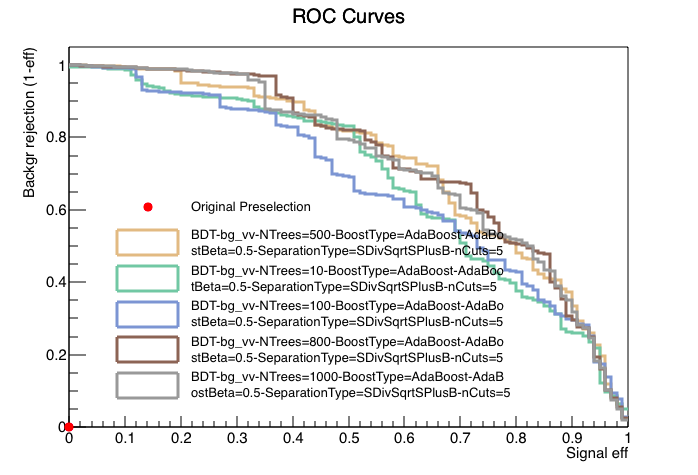 ROC Curves
Backgr rejection (1-eff)
1
0.8
0.6
0.4
0.2
0
Original Preselection
BDT-bg_vv-NTrees=500-BoostType=AdaBoost-AdaBo
stBeta=0.5-SeparationType=SDivSqrtSPlusB-nCuts=5
BDT-bg_vv-NTrees=10-BoostType=AdaBoost-AdaBoo
tBeta=0.5-SeparationType=SDivSqrtSPlusB-nCuts=5
BDT-bg_vv-NTrees=100-BoostType=AdaBoost-AdaBo
stBeta=0.5-SeparationType=SDivSqrtSPlusB-nCuts=5
BDT-bg_vv-NTrees=800-BoostType=AdaBoost-AdaBo
stBeta=0.5-SeparationType=SDivSqrtSPlusB-nCuts=5
BDT-bg_vv-NTrees=1000-BoostType=AdaBoost-AdaB
ostBeta=0.5-SeparationType=SDivSqrtSPlusB-nCuts=5
0 0.1 0.2 0.3 0.4 0.5 0.6 0.7 0.8 0.9 1
Signal eff